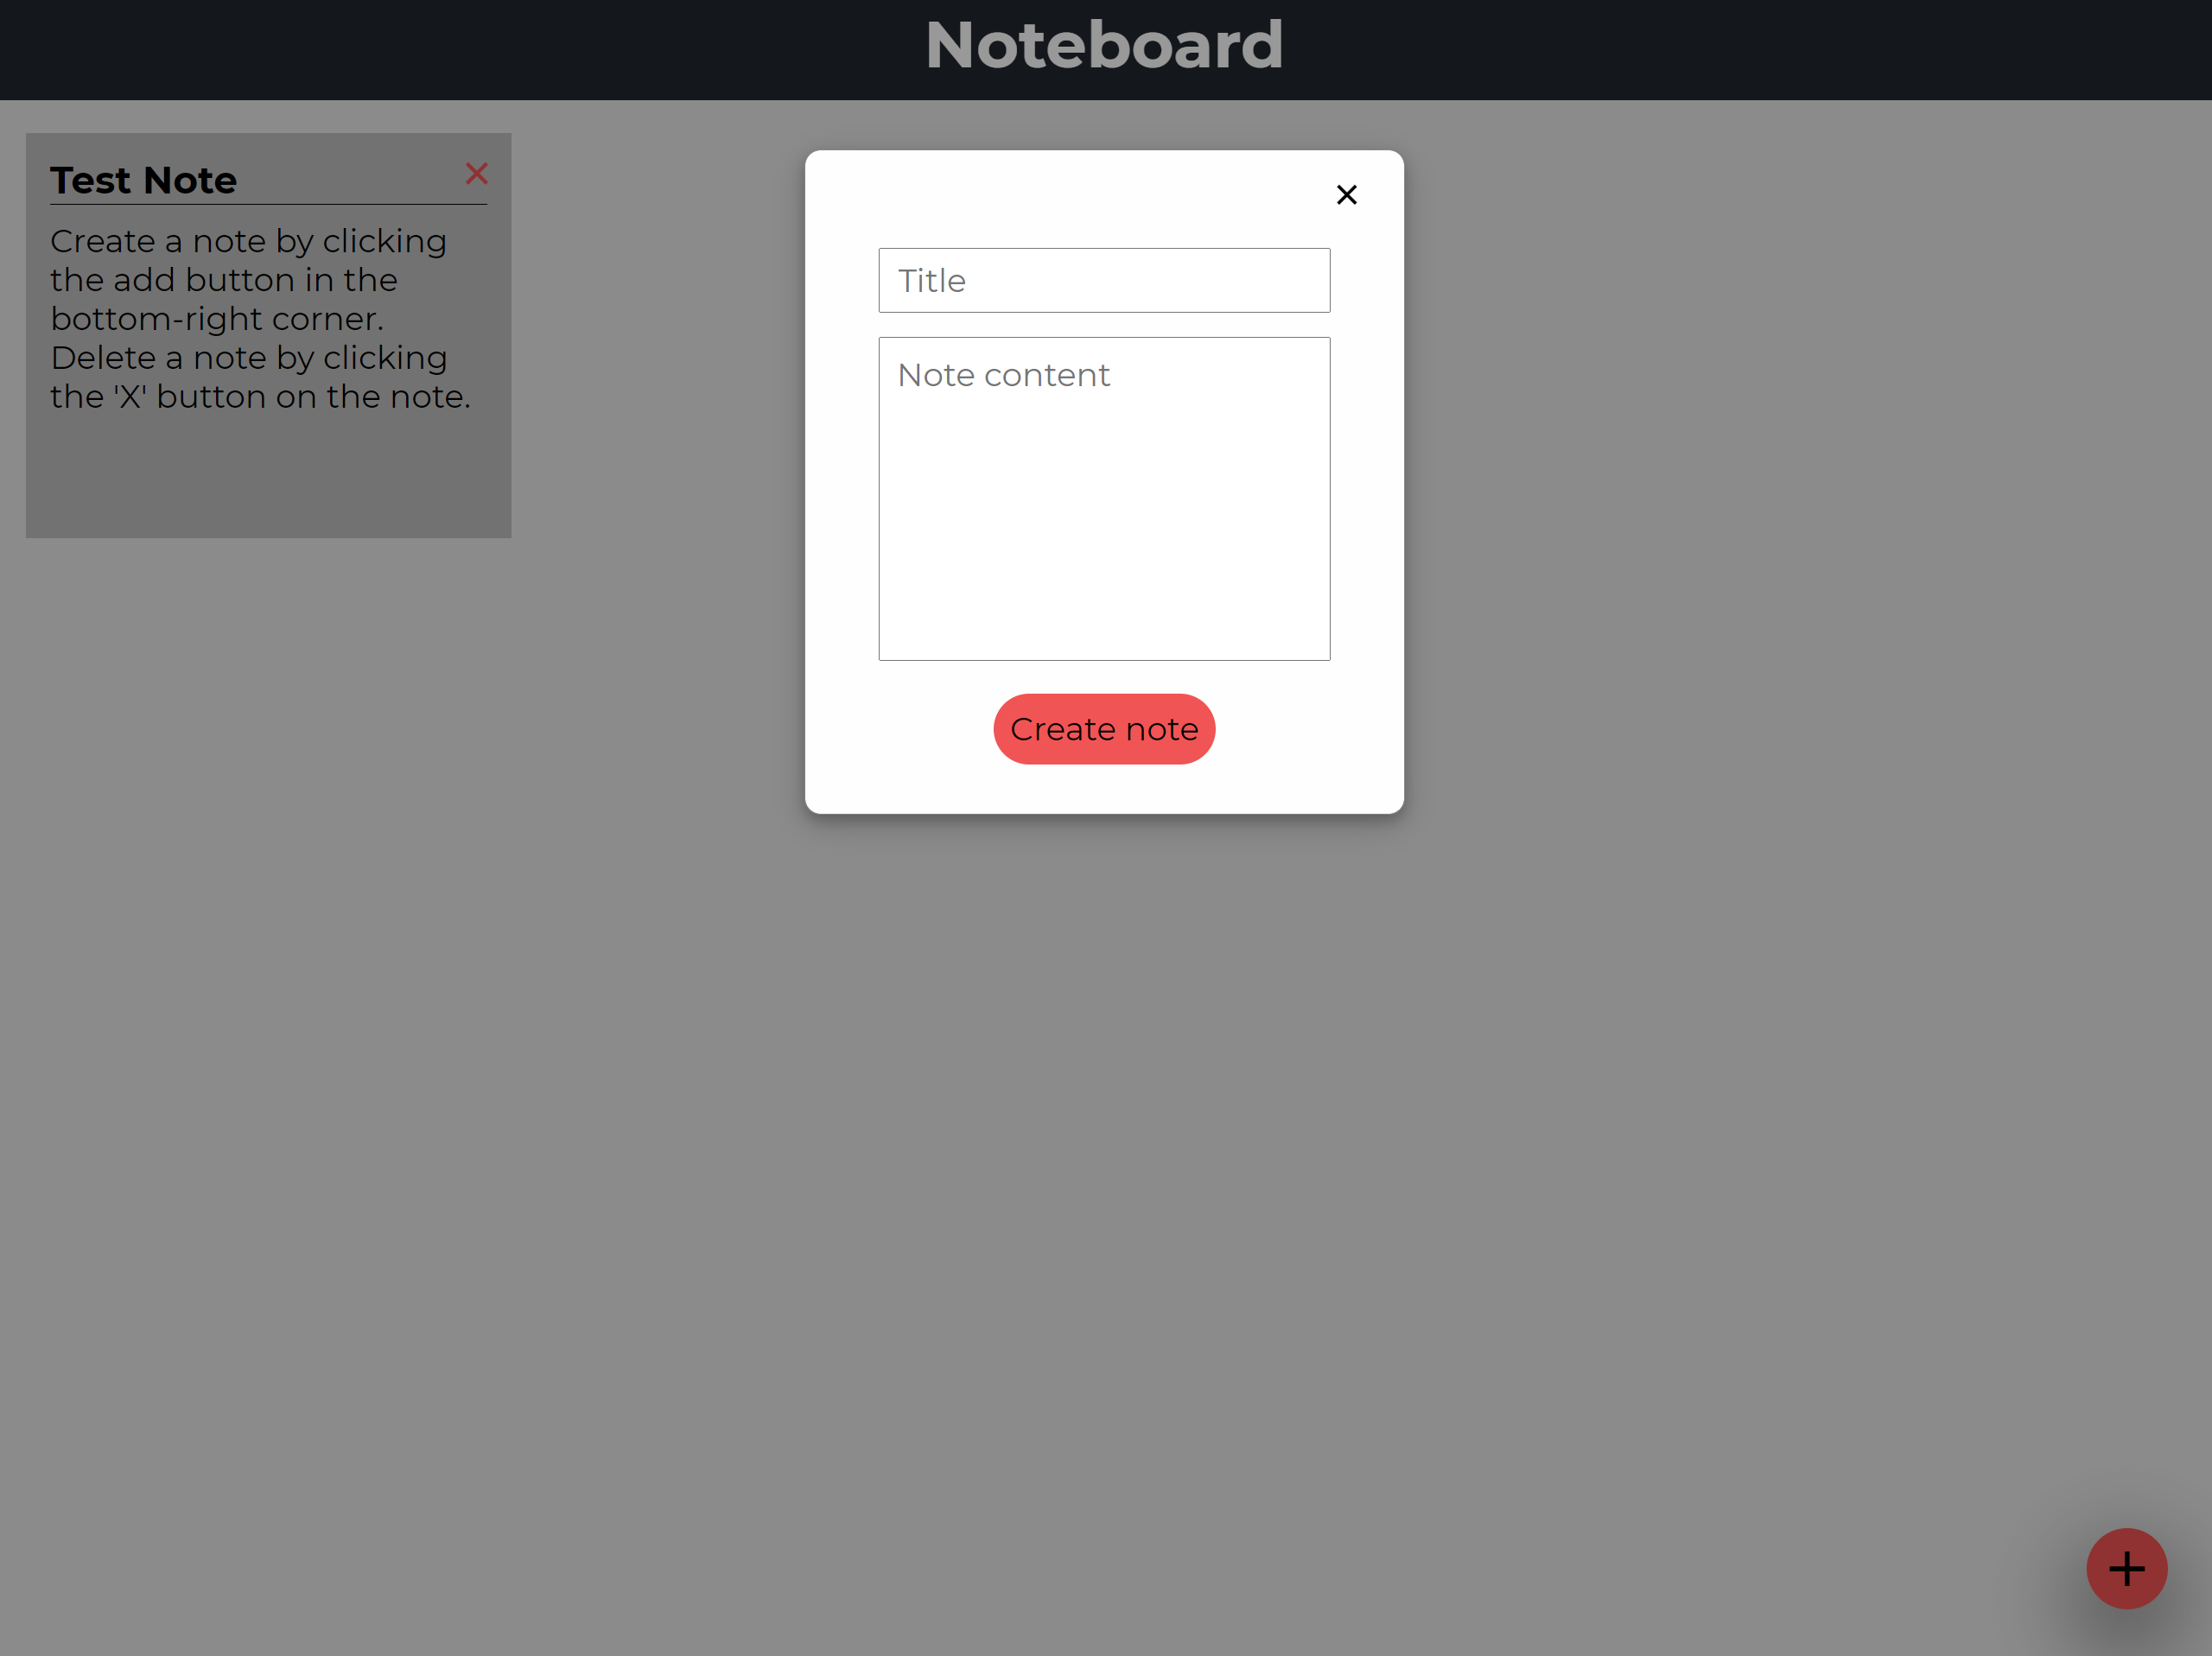 Noteboard
Test Note
Create a note by clicking
the add button in the
bottom-right corner.
Delete a note by clicking
the 'X' button on the note.
Title
Note content
Create note